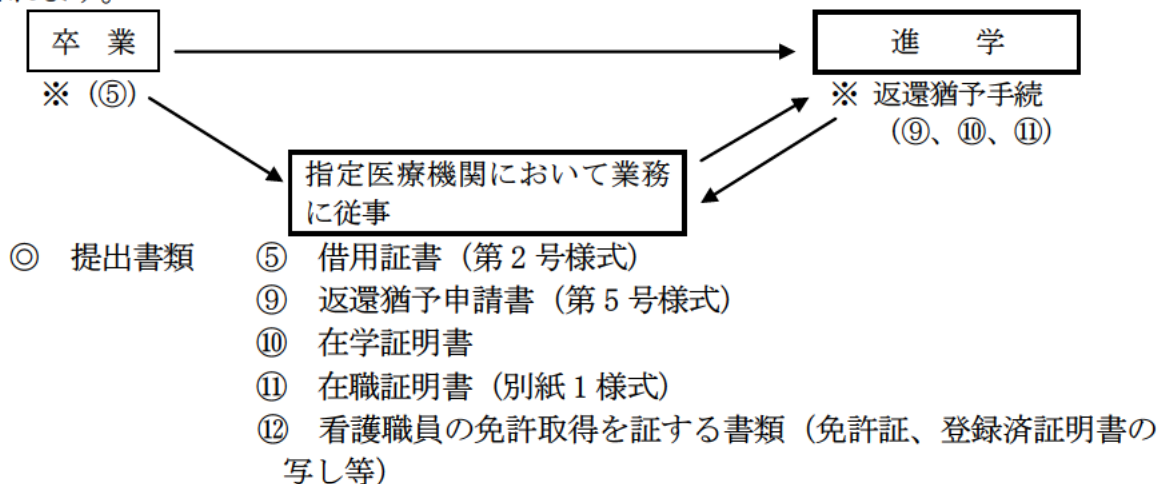 卒　業
進　学
※（⑤）
※ 返還猶予手続
（⑨、⑩、⑪）
指定医療機関において業務
に従事
◎　提出書類　⑤　借用証書（第２号様式）
⑨　返還猶予申請書（第５号様式）
⑩　在学証明書
⑪　在職証明書（別紙１様式）
⑫　看護職員の免許取得を証する書類（免許証、登録済証明書の
写し等）